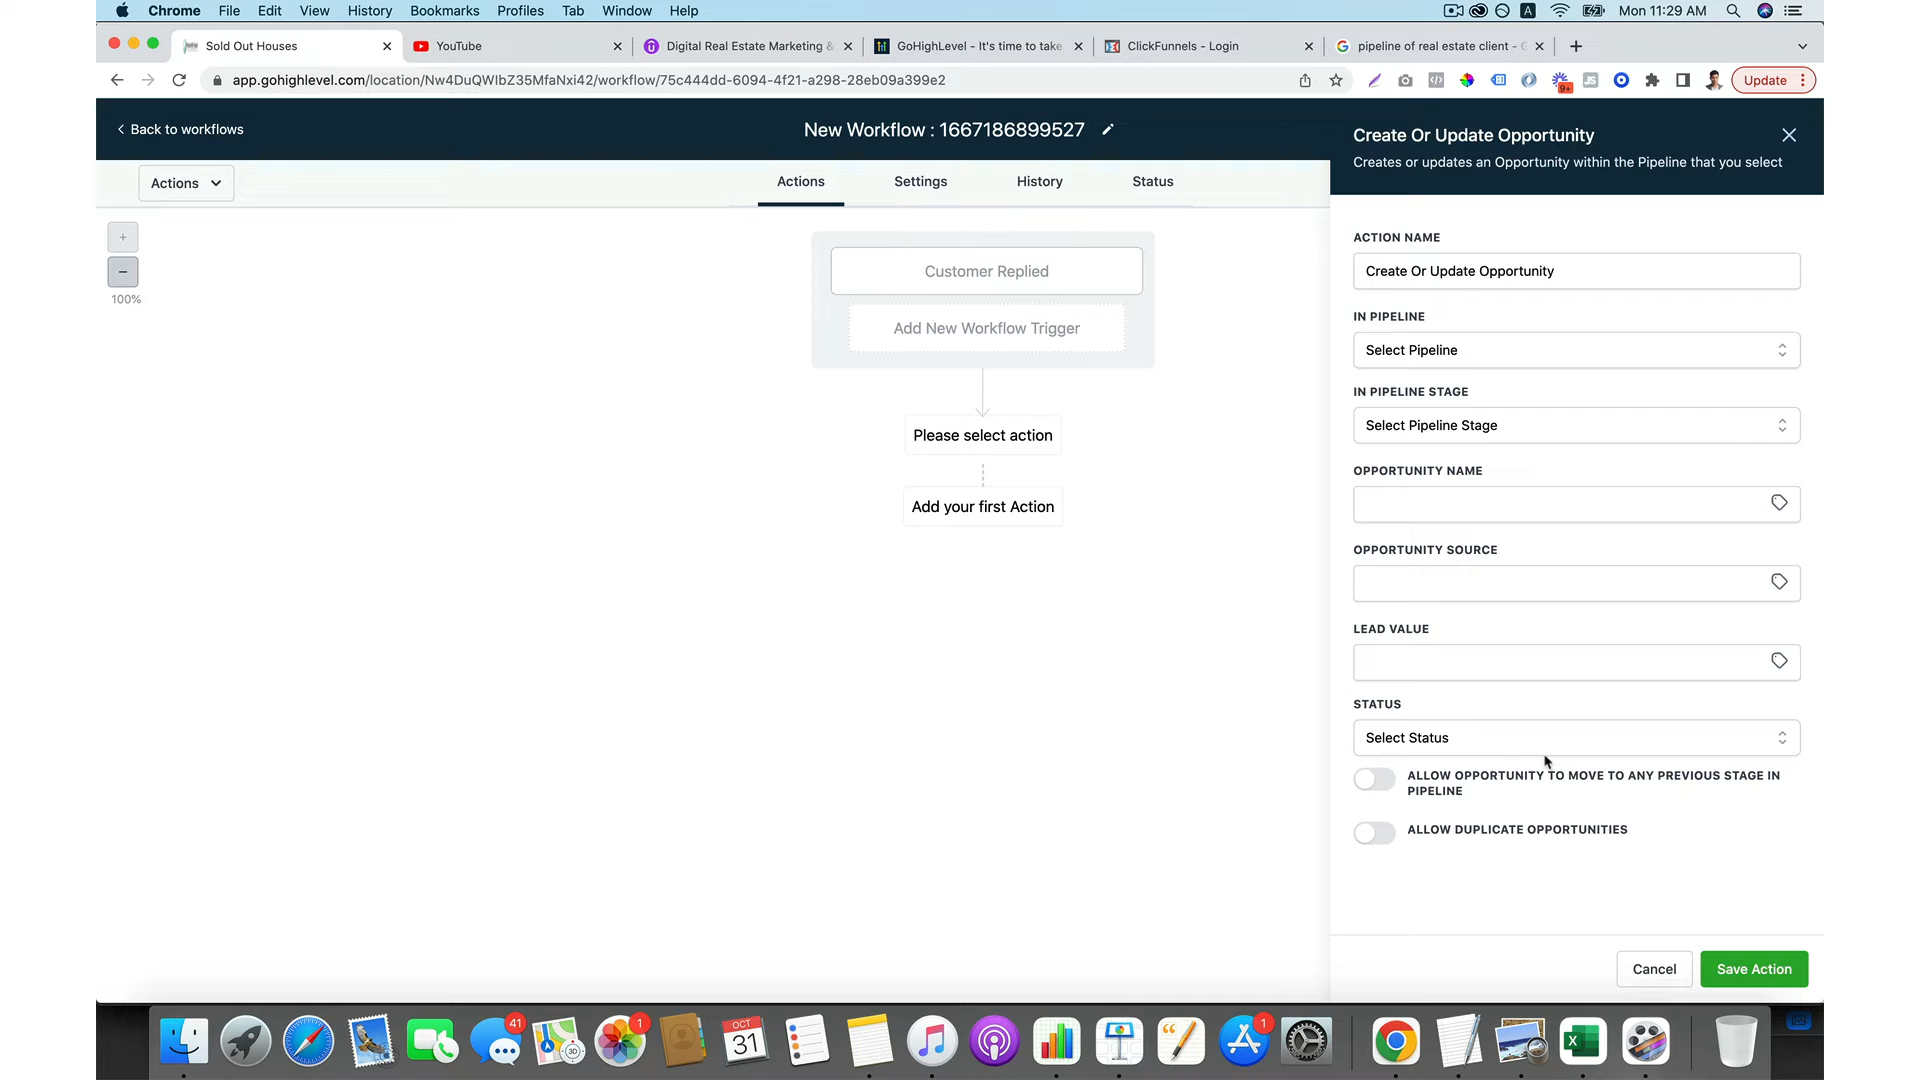 Chrome File Edit View History Bookmarks Profiles Tab Window Help
A
Mon 11:29 AM
Sold Out Houses
YouTube
Digital Real Estate Marketing &
GoHighLevel - It's time to take
ClickFunnels - Login
pipeline of real estate client - G
app.gohighlevel.com/location/Nw4DuQWIbZ35MfaNxi42/workflow/75c444dd-6094-4f21-a298-28eb09a399e2
9+
JS
Update
Back to workflows
New Workflow : 1667186899527
Create Or Update Opportunity
Creates or updates an Opportunity within the Pipeline that you select
Actions
Actions
Settings
History
Status
+
−
100%
Customer Replied
Add New Workflow Trigger
Please select action
Add your first Action
ACTION NAME
Create Or Update Opportunity
IN PIPELINE
Select Pipeline
IN PIPELINE STAGE
Select Pipeline Stage
OPPORTUNITY NAME
OPPORTUNITY SOURCE
LEAD VALUE
STATUS
Select Status
ALLOW OPPORTUNITY TO MOVE TO ANY PREVIOUS STAGE IN
PIPELINE
ALLOW DUPLICATE OPPORTUNITIES
Cancel
Save Action
41
3D
1
OCT
31
1
X